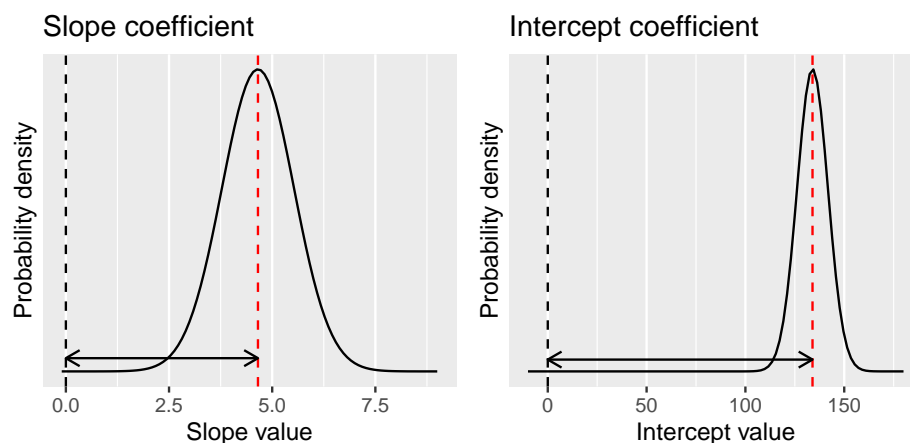 Slope coefficient
Probability density
0.0 2.5 5.0 7.5
Slope value
Intercept coefficient
Probability density
0 50 100 150
Intercept value